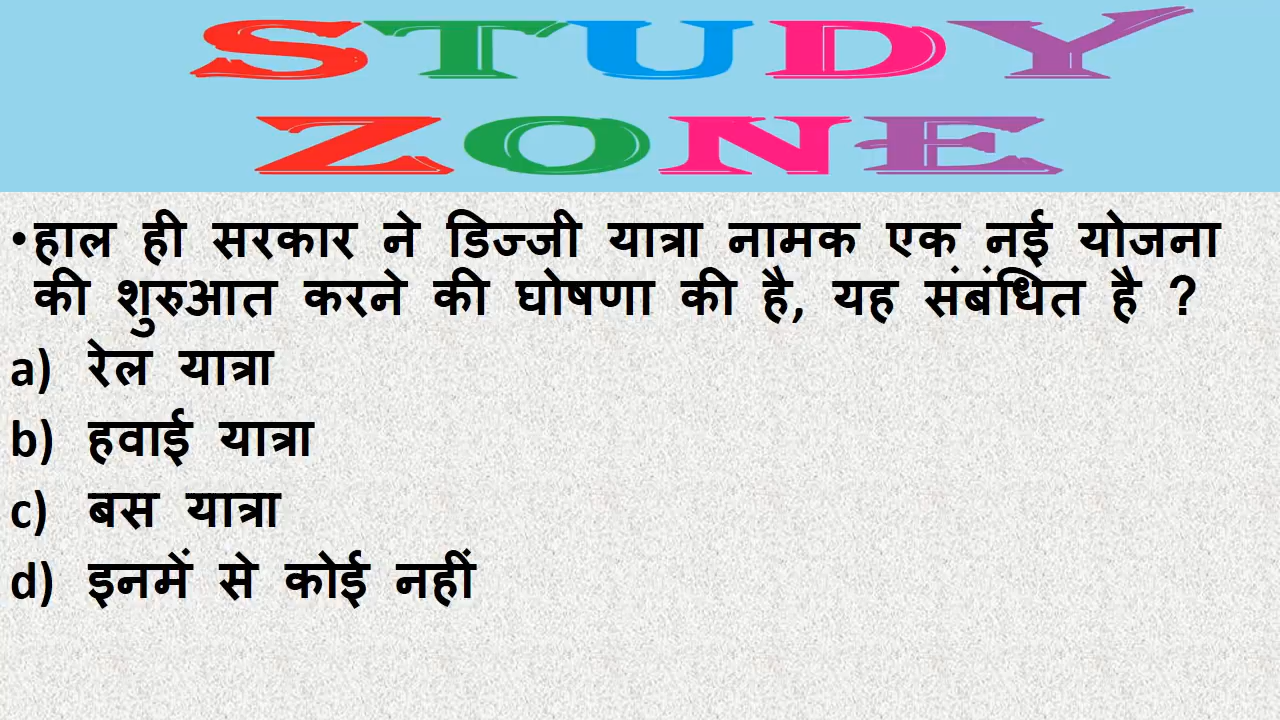 STUDY
ZONE
•हाल ही सरकार ने डिज्जी यात्रा नामक एक नई योजना
की शुरुआत करने की घोषणा की है, यह संबंधित है ?
a) रेल यात्रा
b) हवाई यात्रा
c) बस यात्रा
d) इनमें से कोई नहीं